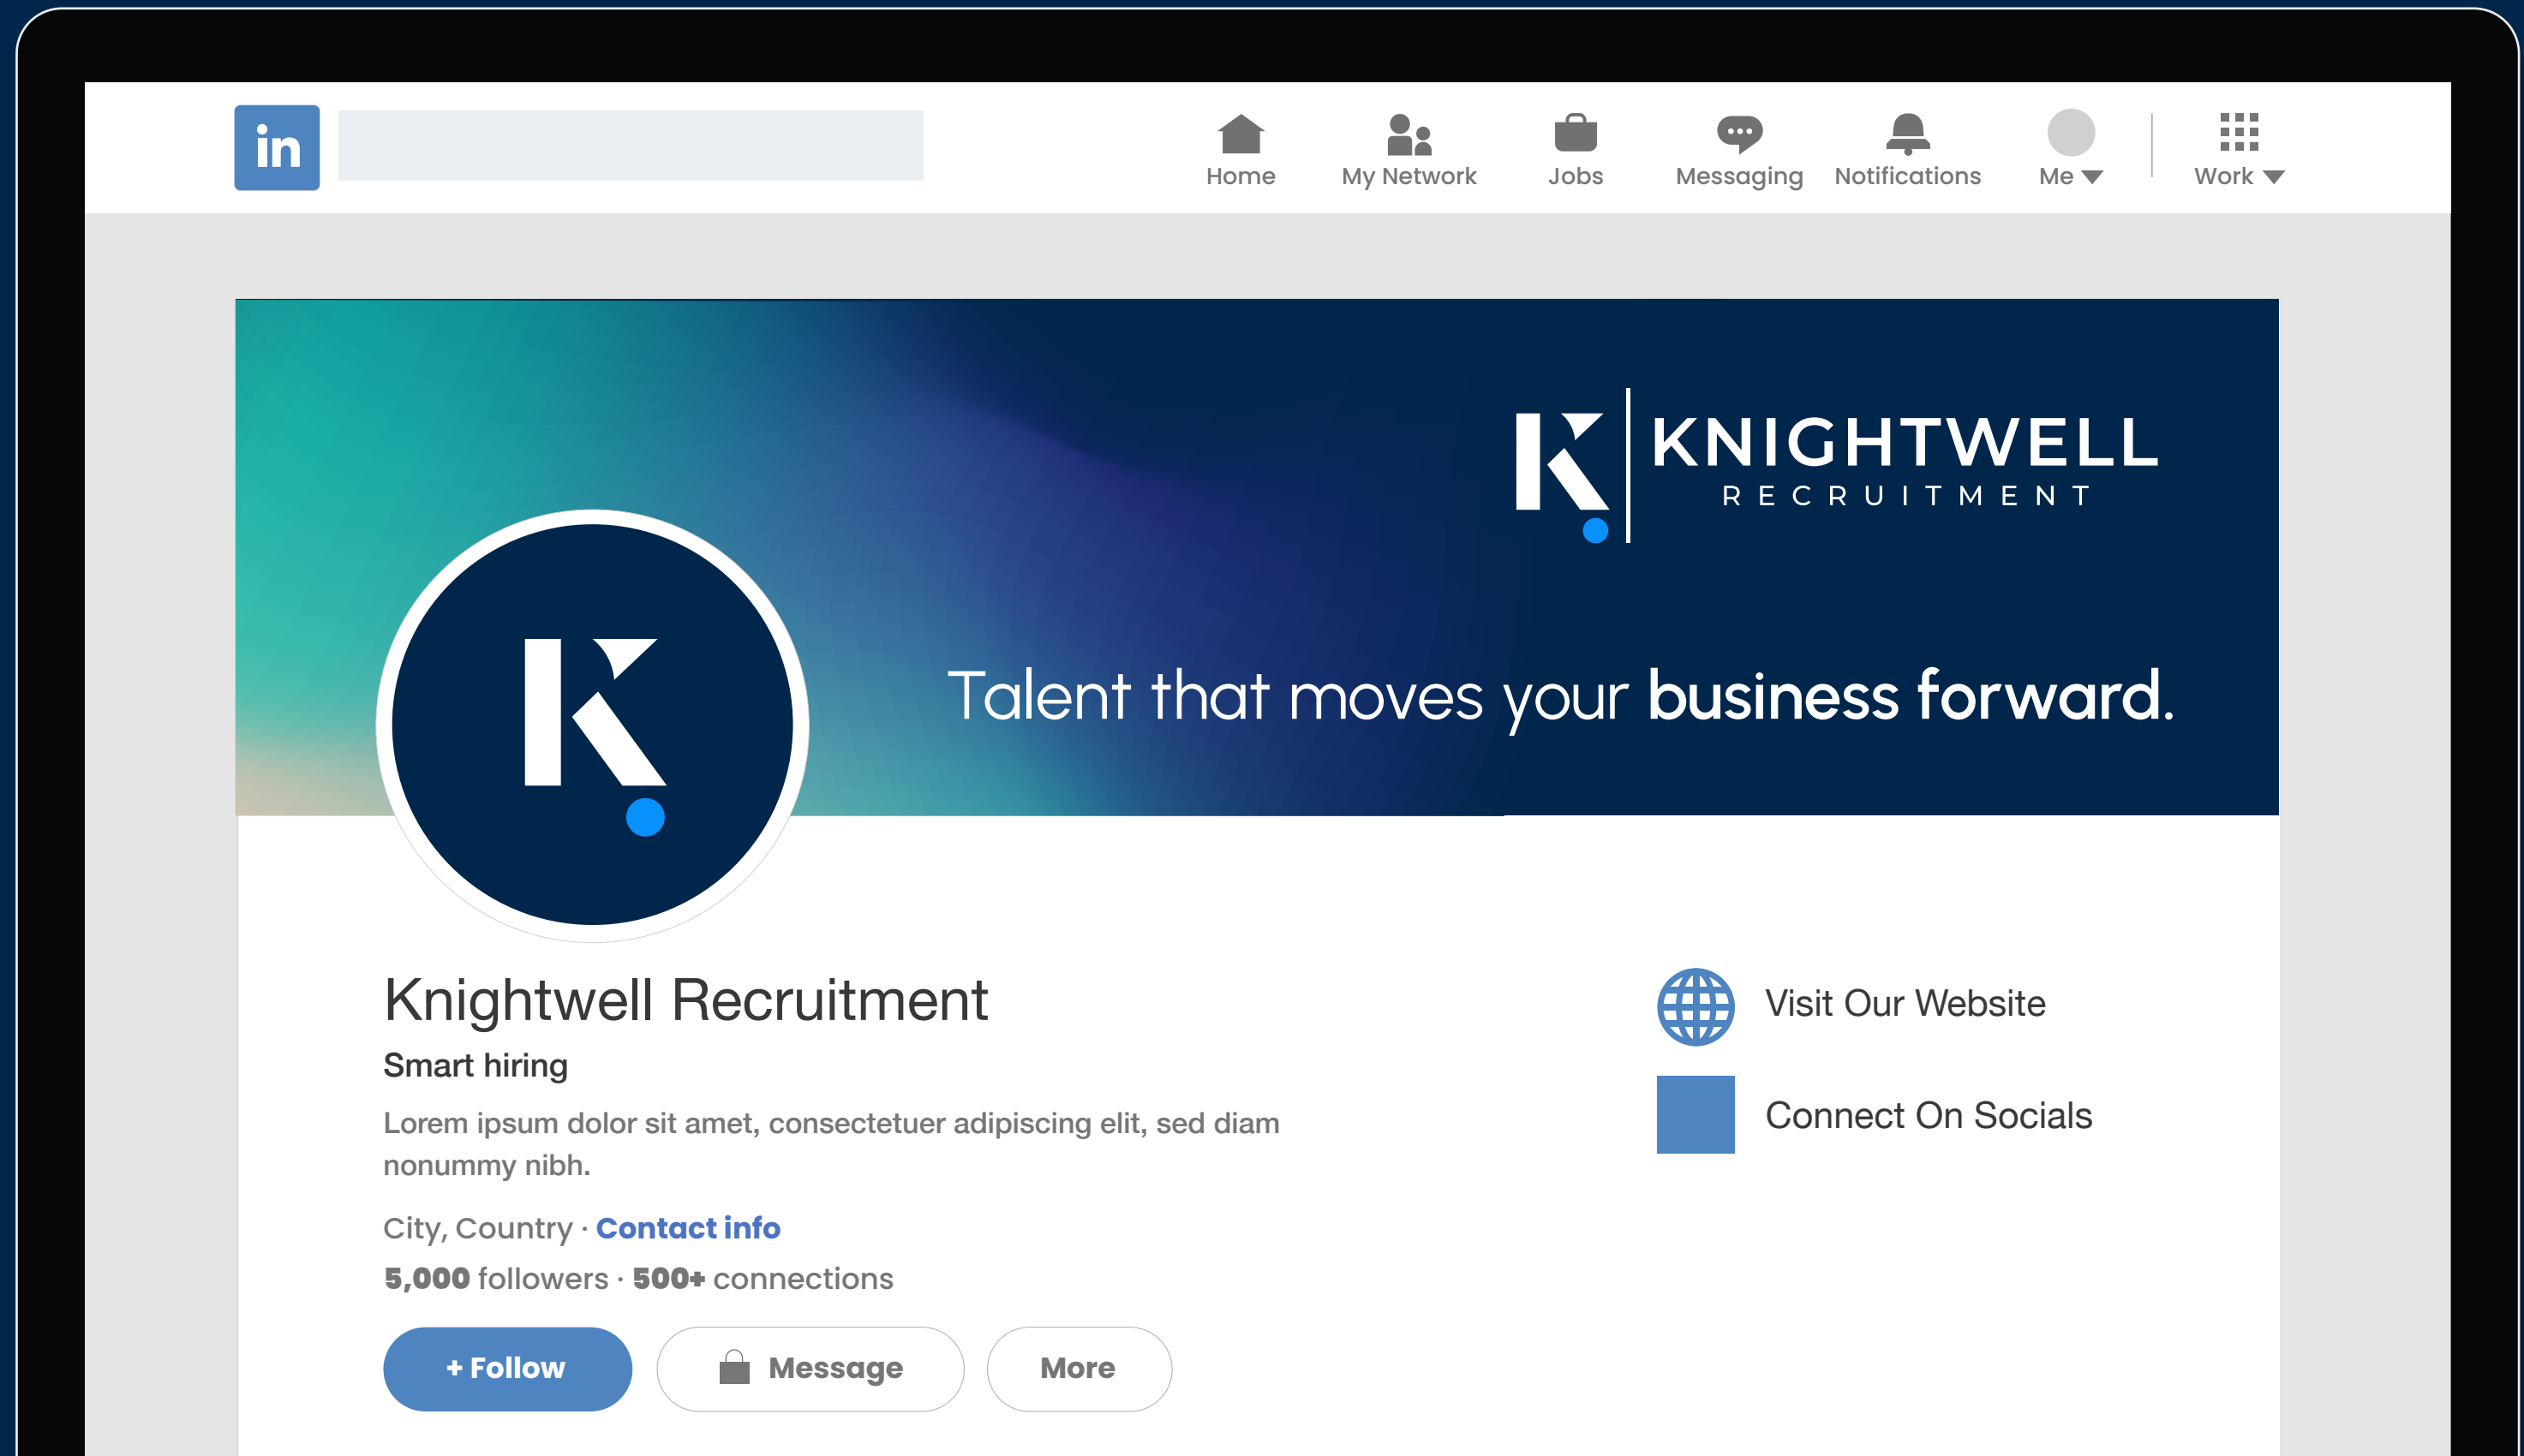 in
Home My Network Jobs Messaging Notifications Me Work
K KNIGHTWELL
RECRUITMENT
K
Talent that moves your business forward.
Knightwell Recruitment
Smart hiring
Lorem ipsum dolor sit amet, consectetuer adipiscing elit, sed diam
nonummy nibh.
City, Country · Contact info
5,000 followers · 500+ connections
+ Follow Message More
Visit Our Website
Connect On Socials